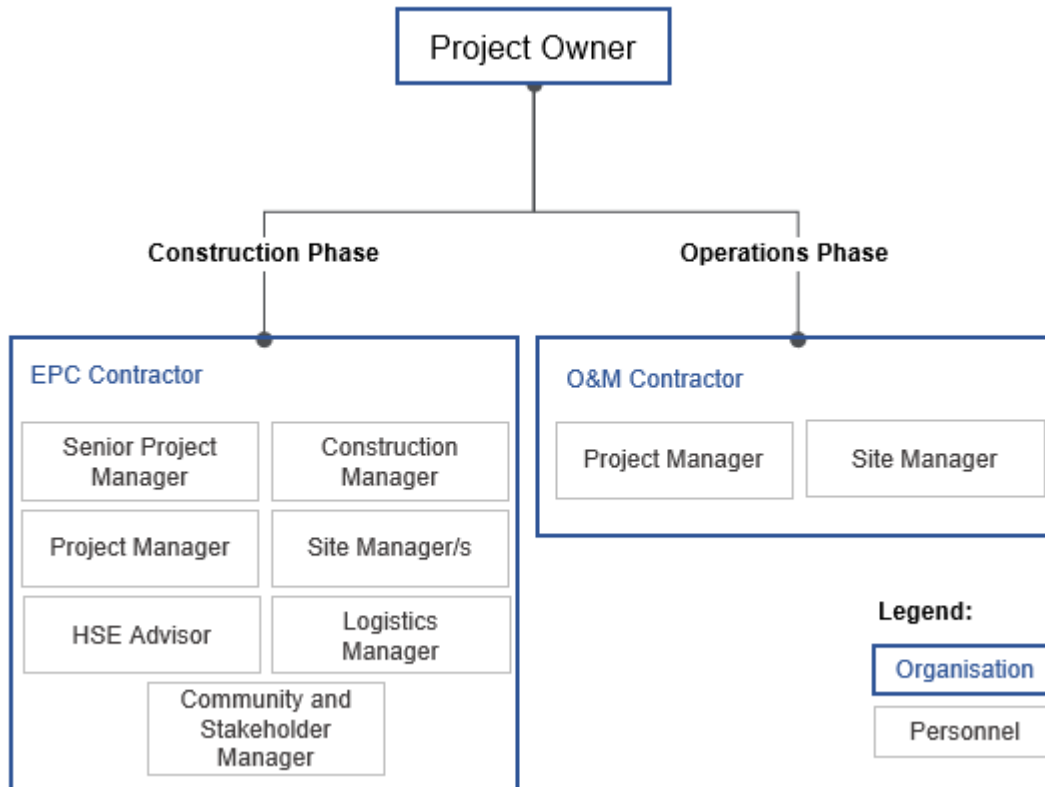 Project Owner
Construction Phase
Operations Phase
EPC Contractor
Senior Project
Manager
Construction
Manager
Project Manager
Site Manager/s
HSE Advisor
Logistics
Manager
Community and
Stakeholder
Manager
O&M Contractor
Project Manager
Site Manager
Legend:
Organisation
Personnel